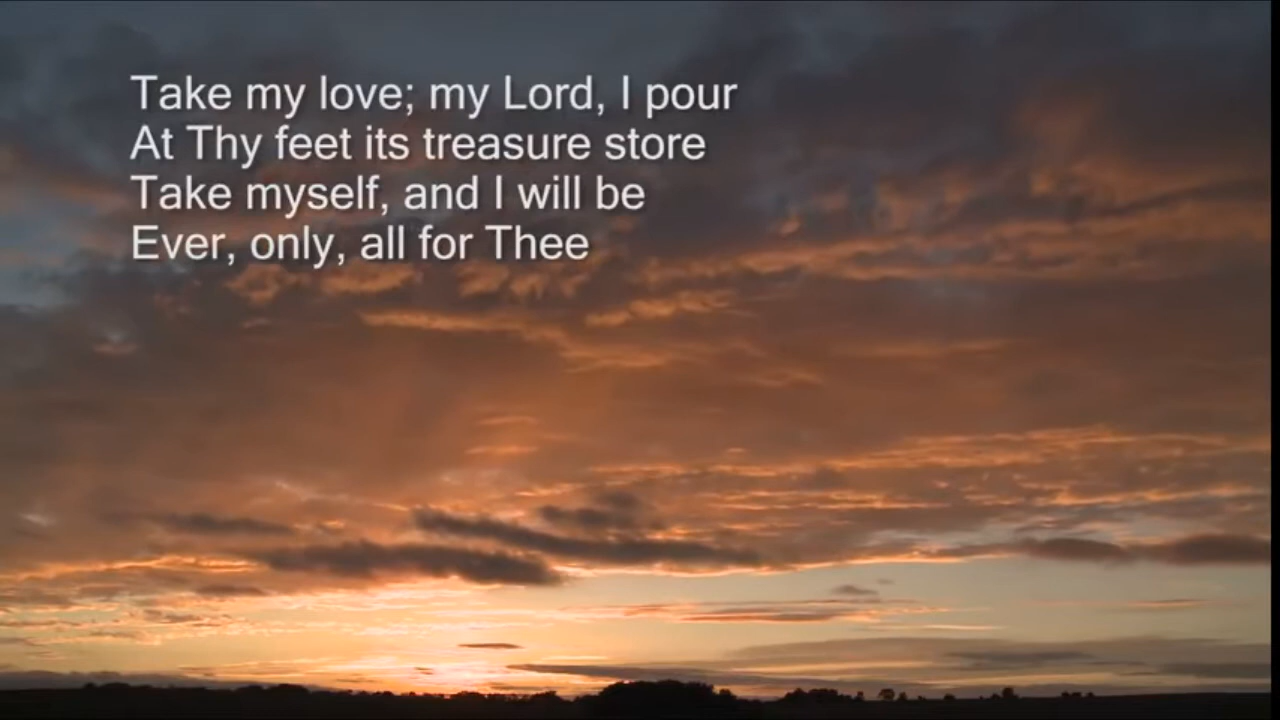 Take my love; my Lord, I pour
At Thy feet its treasure store
Take myself, and I will be
Ever, only, all for Thee